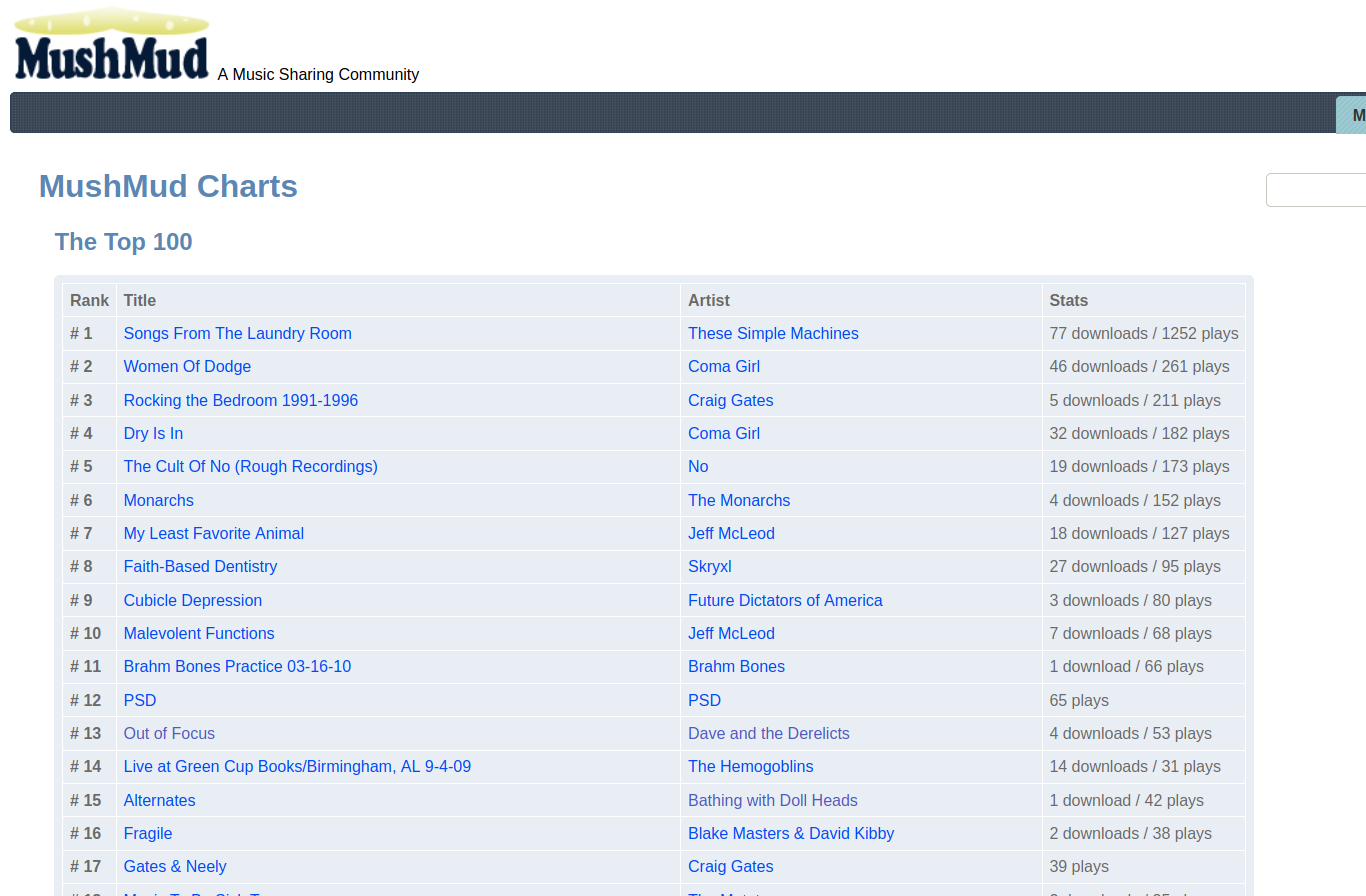 MushMud A Music Sharing Community
M
MushMud Charts
The Top 100
Rank Title Artist Stats
# 1 Songs From The Laundry Room These Simple Machines 77 downloads / 1252 plays
# 2 Women Of Dodge Coma Girl 46 downloads / 261 plays
# 3 Rocking the Bedroom 1991-1996 Craig Gates 5 downloads / 211 plays
# 4 Dry Is In Coma Girl 32 downloads / 182 plays
# 5 The Cult Of No (Rough Recordings) No 19 downloads / 173 plays
# 6 Monarchs The Monarchs 4 downloads / 152 plays
# 7 My Least Favorite Animal Jeff McLeod 18 downloads / 127 plays
# 8 Faith-Based Dentistry Skryxl 27 downloads / 95 plays
# 9 Cubicle Depression Future Dictators of America 3 downloads / 80 plays
# 10 Malevolent Functions Jeff McLeod 7 downloads / 68 plays
# 11 Brahm Bones Practice 03-16-10 Brahm Bones 1 download / 66 plays
# 12 PSD PSD 65 plays
# 13 Out of Focus Dave and the Derelicts 4 downloads / 53 plays
# 14 Live at Green Cup Books/Birmingham, AL 9-4-09 The Hemogoblins 14 downloads / 31 plays
# 15 Alternates Bathing with Doll Heads 1 download / 42 plays
# 16 Fragile Blake Masters & David Kibby 2 downloads / 38 plays
# 17 Gates & Neely Craig Gates 39 plays